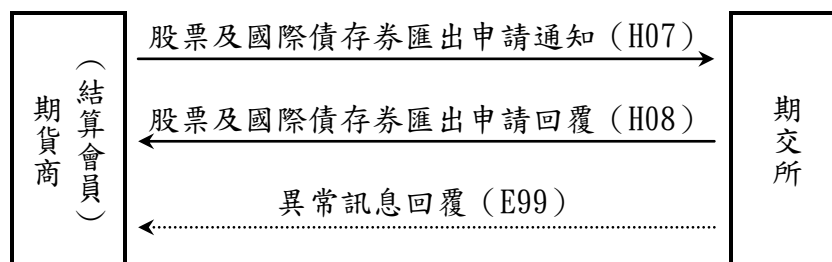 股票及國際債存券匯出申請通知（H07）
期貨商
（結算會員）
股票及國際債存券匯出申請回覆（H08）
期交所
異常訊息回覆（E99）